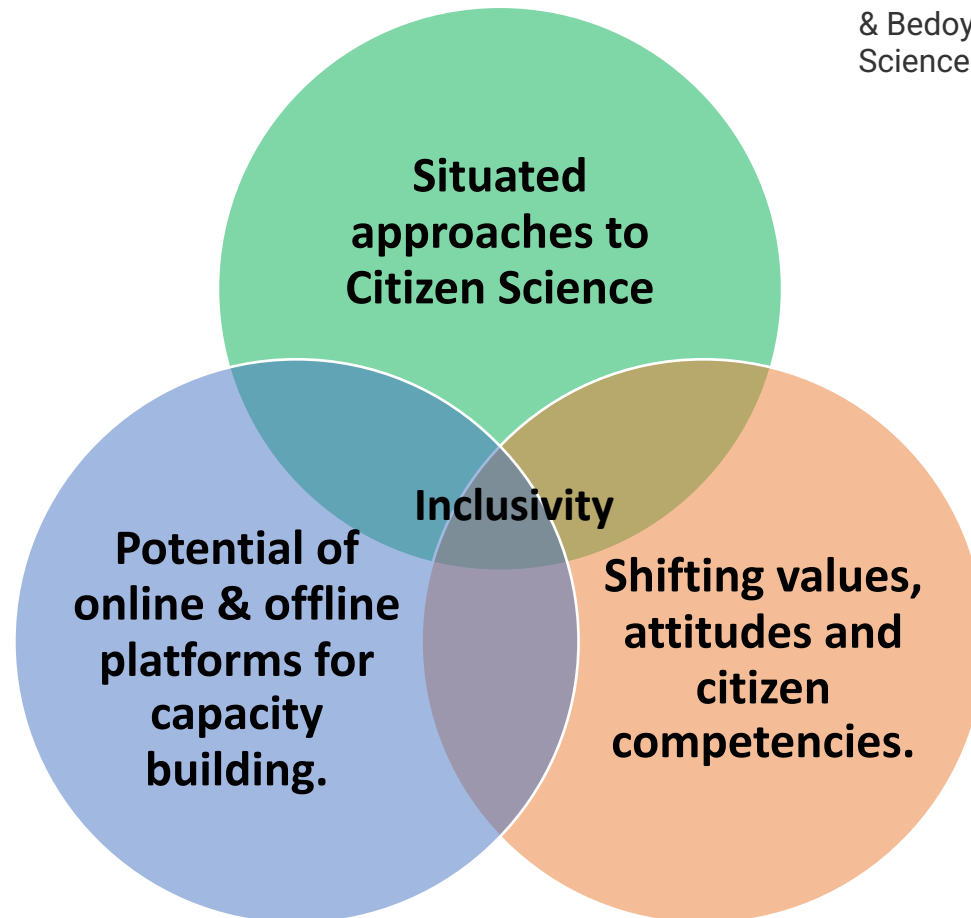 & Bedoy
Science
Situated
approaches to
Citizen Science
Inclusivity
Potential of
online & offline
platforms for
capacity
building.
Shifting values,
attitudes and
citizen
competencies.